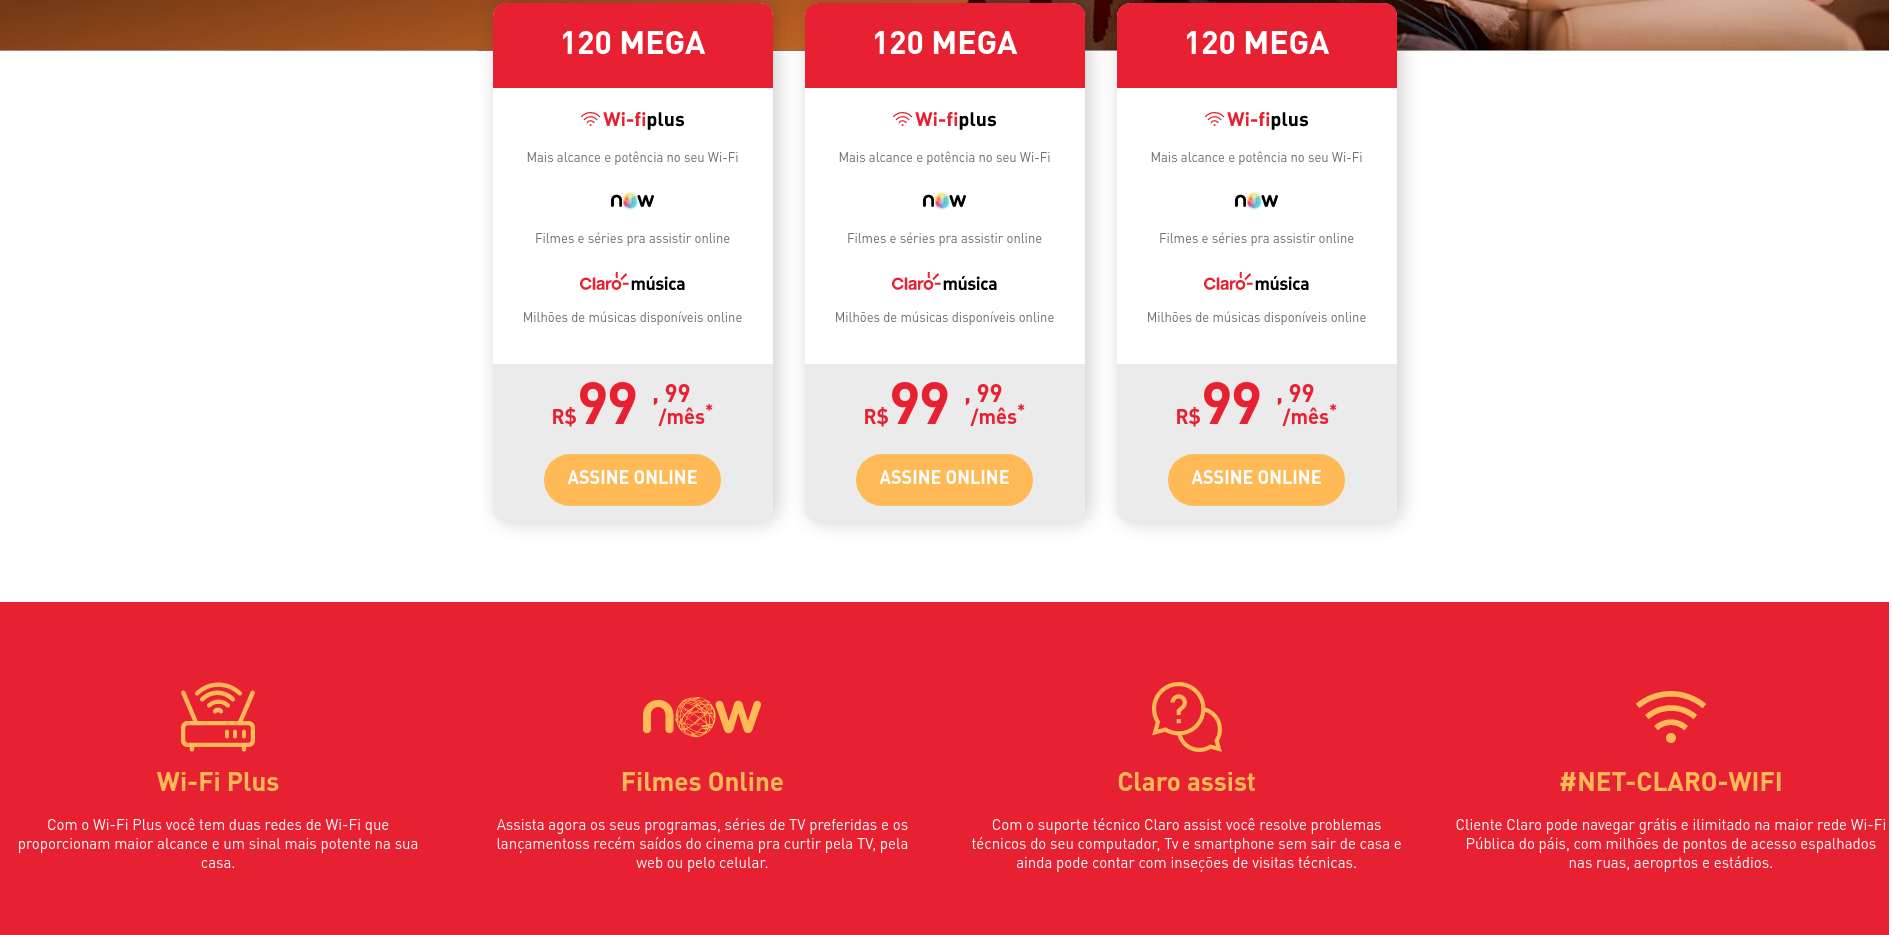 120 MEGA
Wi-fiplus
Mais alcance e potência no seu Wi-Fi
now
Filmes e séries pra assistir online
Claro música
Milhões de músicas disponíveis online
R$ 99 , 99 /mês*
ASSINE ONLINE
120 MEGA
Wi-fiplus
Mais alcance e potência no seu Wi-Fi
now
Filmes e séries pra assistir online
Claro música
Milhões de músicas disponíveis online
R$ 99 , 99 /mês*
ASSINE ONLINE
120 MEGA
Wi-fiplus
Mais alcance e potência no seu Wi-Fi
now
Filmes e séries pra assistir online
Claro música
Milhões de músicas disponíveis online
R$ 99 , 99 /mês*
ASSINE ONLINE
Wi-Fi Plus
Com o Wi-Fi Plus você tem duas redes de Wi-Fi que
proporcionam maior alcance e um sinal mais potente na sua
casa.
now
Filmes Online
Assista agora os seus programas, séries de TV preferidas e os
lançamentoss recém saídos do cinema pra curtir pela TV, pela
web ou pelo celular.
?
Claro assist
Com o suporte técnico Claro assist você resolve problemas
técnicos do seu computador, Tv e smartphone sem sair de casa e
ainda pode contar com inseções de visitas técnicas.
#NET-CLARO-WIFI
Cliente Claro pode navegar grátis e ilimitado na maior rede Wi-Fi
Pública do páis, com milhões de pontos de acesso espalhados
nas ruas, aeroprtos e estádios.